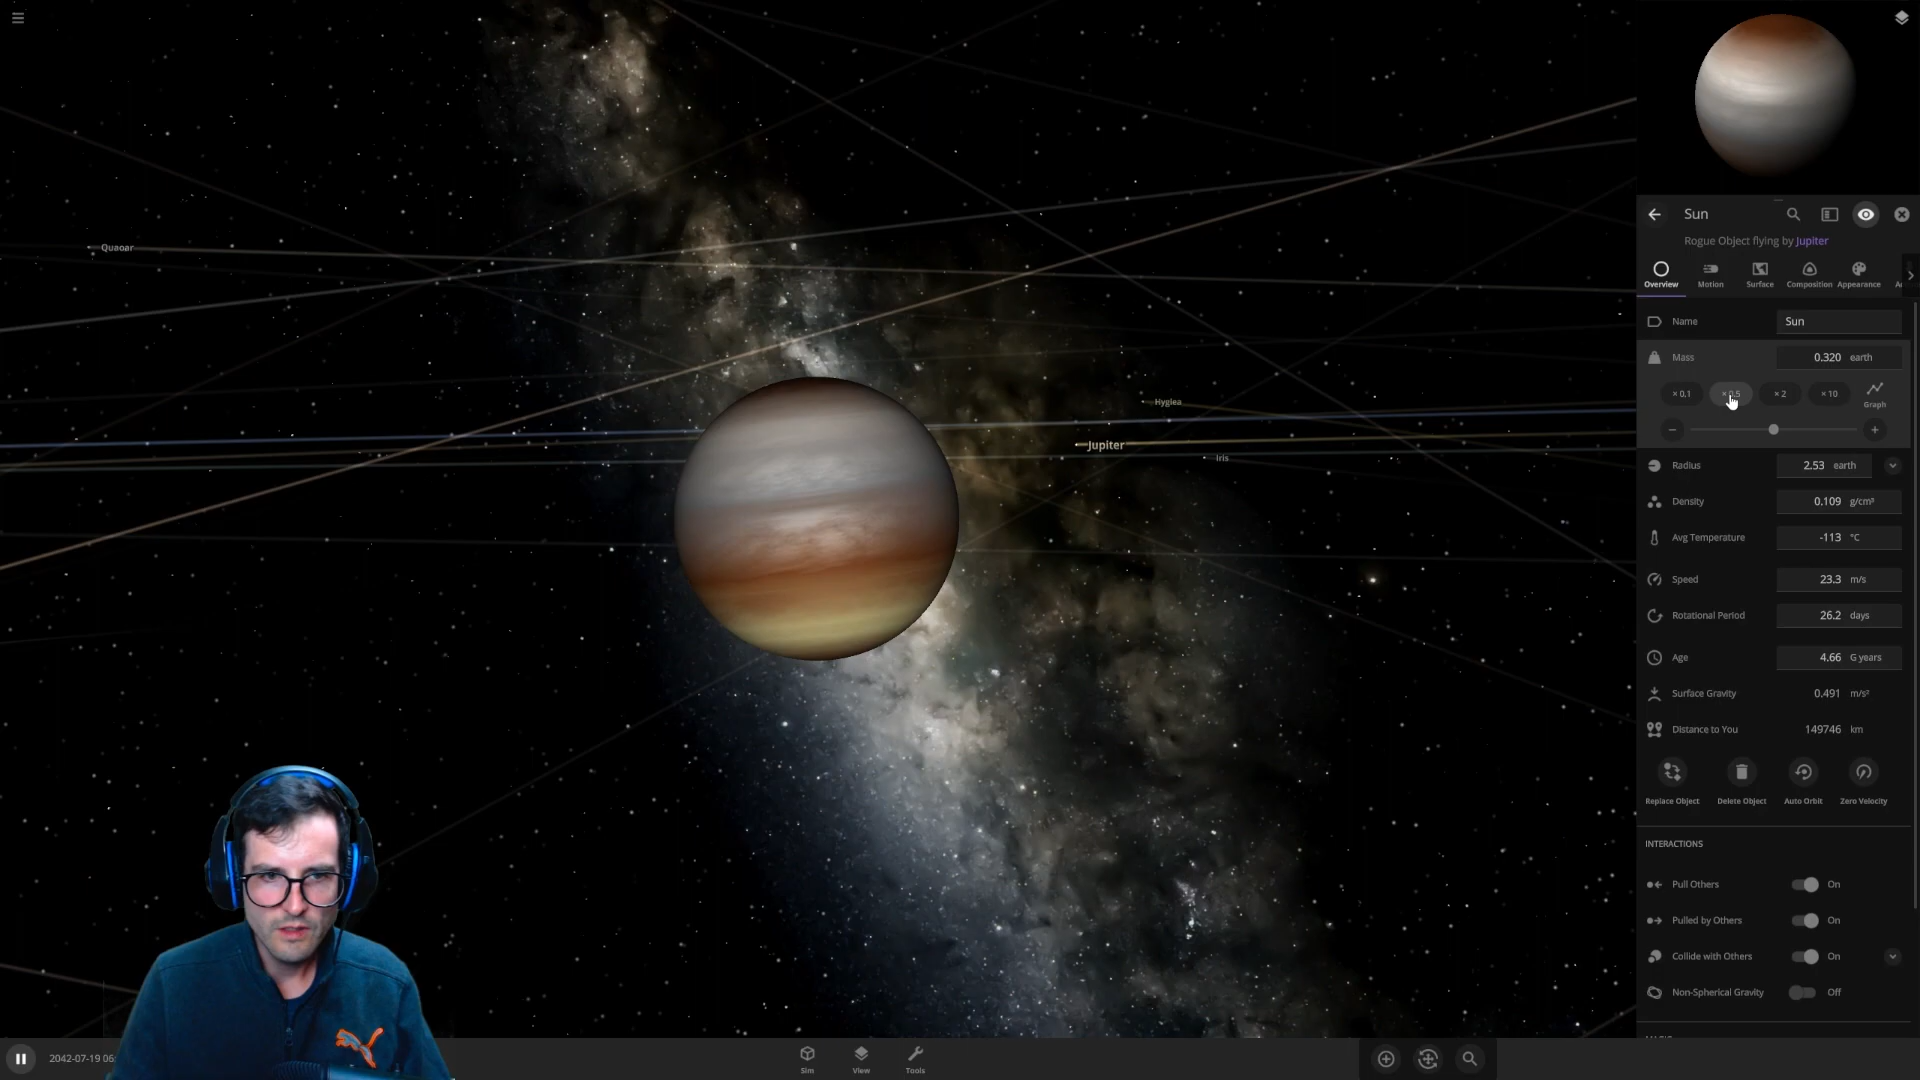 Quaoar
Hygiea
Jupiter
Iris
Sun
Rogue Object flying by Jupiter
Overview
Motion
Surface
Composition
Appearance
Name
Sun
Mass
0.320 earth
× 0.1
× 2
× 10
Graph
Radius
2.53 earth
Density
0.109 g/cm³
Avg Temperature
-113 °C
Speed
23.3 m/s
Rotational Period
26.2 days
Age
4.66 G years
Surface Gravity
0.491 m/s²
Distance to You
149746 km
Replace Object
Delete Object
Auto Orbit
Zero Velocity
INTERACTIONS
Pull Others
On
Pulled by Others
On
Collide with Others
On
Non-Spherical Gravity
Off
2042-07-19
Sim
View
Tools